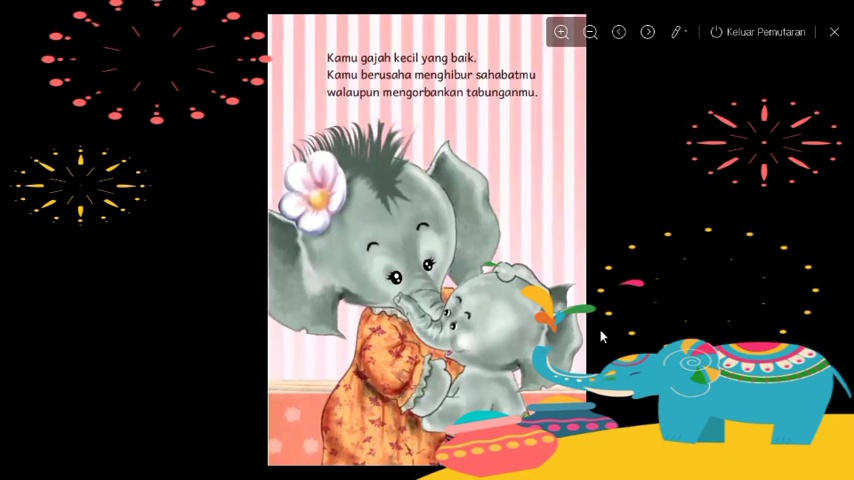 Keluar Pemutaran
Kamu gajah kecil yang baik.
Kamu berusaha menghibur sahabatmu
walaupun mengorbankan tabunganmu.